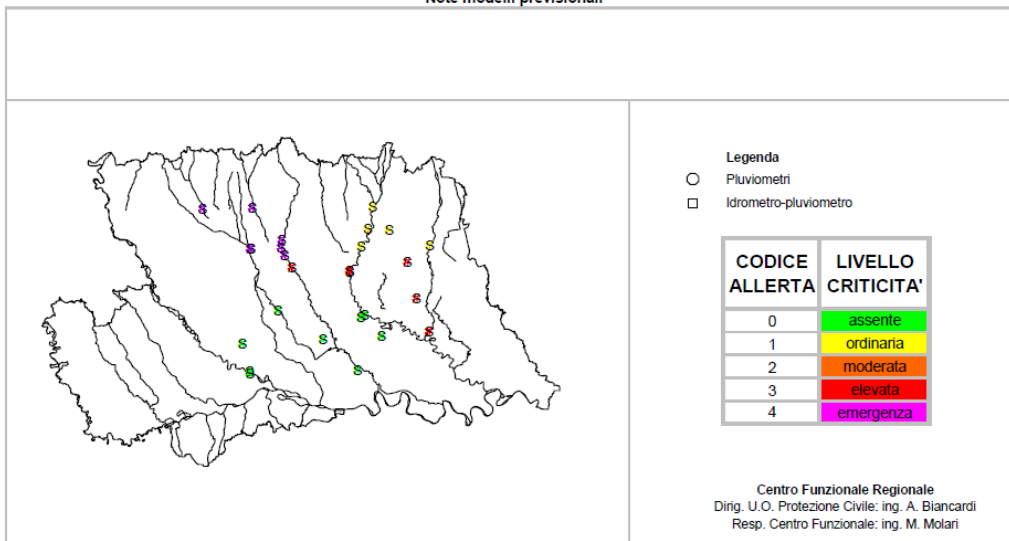 Note modelli previsionali
S S S
S S S
S S S S S
S S S S
S S
S S S S
S S S S
S S
Legenda
Pluviometri
Idrometro-pluviometro
CODICE ALLERTA LIVELLO CRITICITA'
0 assente
1 ordinaria
2 moderata
3 elevata
4 emergenza
Centro Funzionale Regionale
Dirig. U.O. Protezione Civile: ing. A. Biancardi
Resp. Centro Funzionale: ing. M. Molari